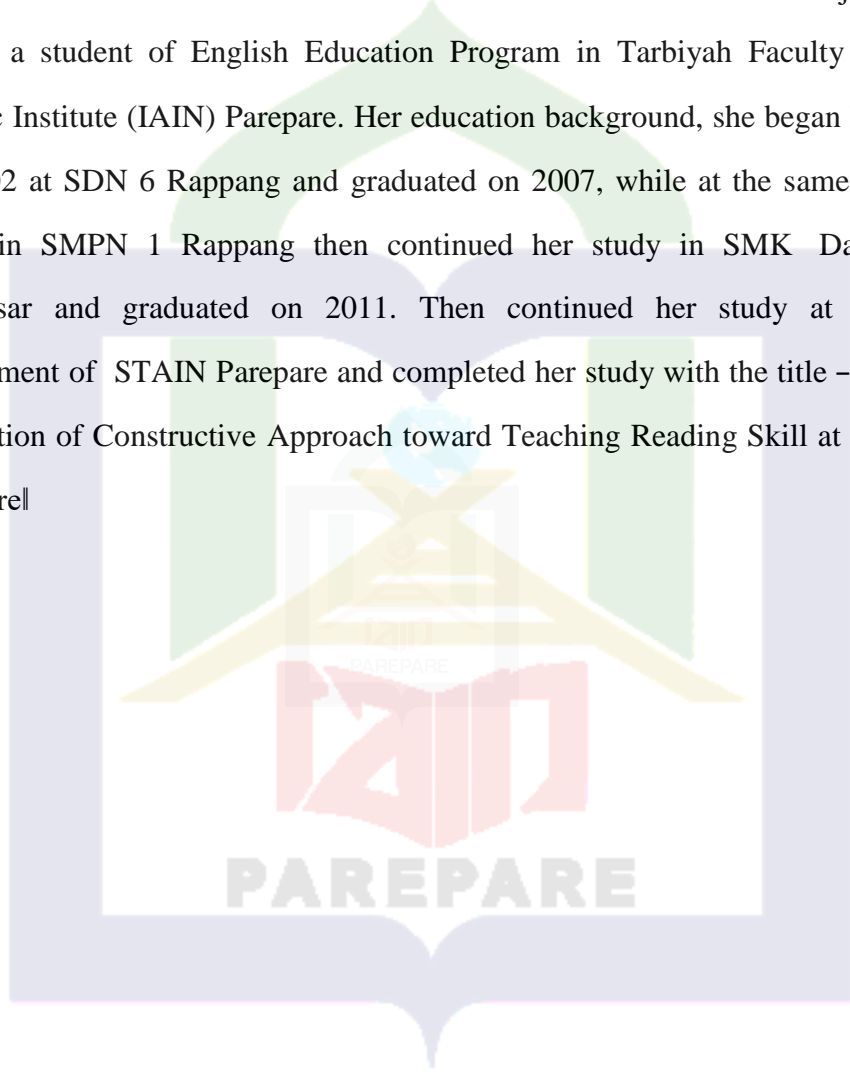 a student of English Education Program in Tarbiyah Faculty
c Institute (IAIN) Parepare. Her education background, she began
02 at SDN 6 Rappang and graduated on 2007, while at the same
in SMPN 1 Rappang then continued her study in SMK Da
sar and graduated on 2011. Then continued her study at
ment of STAIN Parepare and completed her study with the title –
tion of Constructive Approach toward Teaching Reading Skill at
re‖
IAIN
PAREPARE
IAIN
PAREPARE